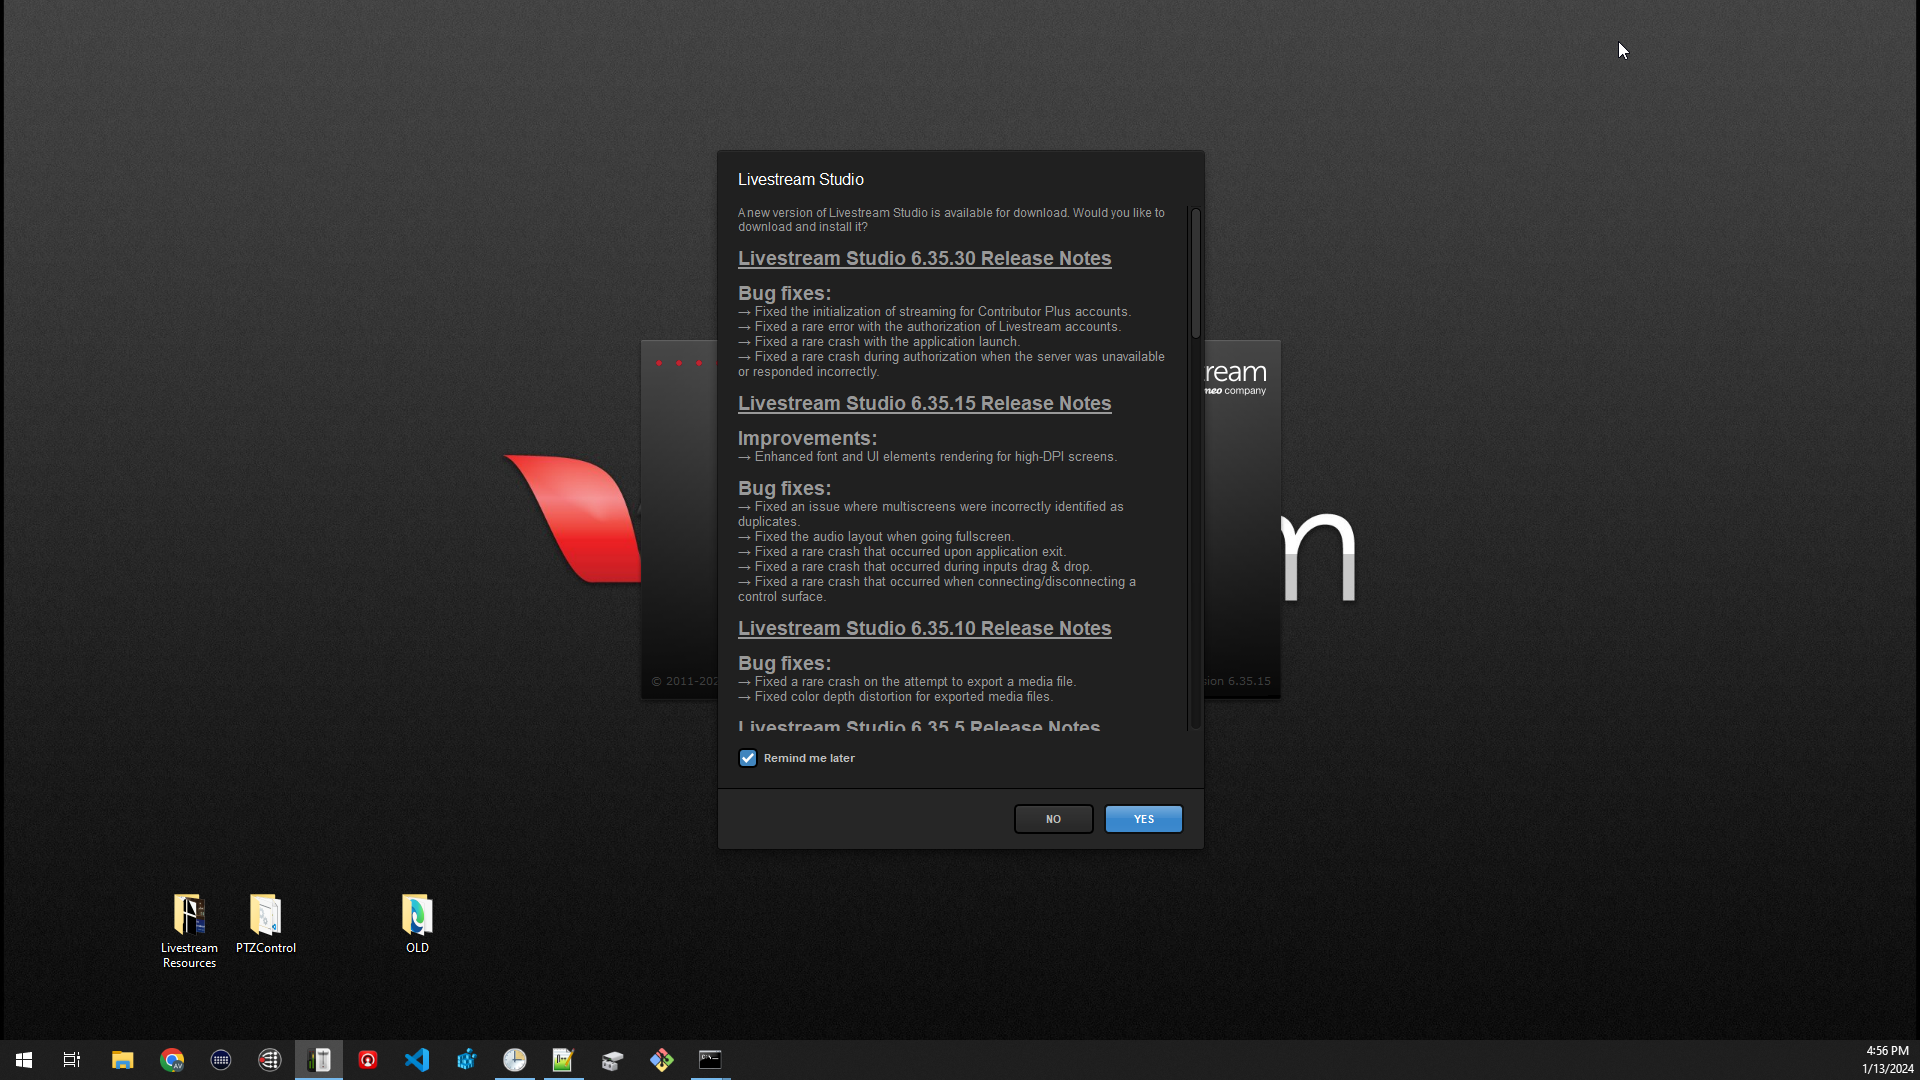 Livestream Studio
A new version of Livestream Studio is available for download. Would you like to
download and install it?
Livestream Studio 6.35.30 Release Notes
Bug fixes:
→ Fixed the initialization of streaming for Contributor Plus accounts.
→ Fixed a rare error with the authorization of Livestream accounts.
→ Fixed a rare crash with the application launch.
→ Fixed a rare crash during authorization when the server was unavailable
or responded incorrectly.
Livestream Studio 6.35.15 Release Notes
Improvements:
→ Enhanced font and UI elements rendering for high-DPI screens.
Bug fixes:
→ Fixed an issue where multiscreens were incorrectly identified as
duplicates.
→ Fixed the audio layout when going fullscreen.
→ Fixed a rare crash that occurred upon application exit.
→ Fixed a rare crash that occurred during inputs drag & drop.
→ Fixed a rare crash that occurred when connecting/disconnecting a
control surface.
Livestream Studio 6.35.10 Release Notes
Bug fixes:
→ Fixed a rare crash on the attempt to export a media file.
→ Fixed color depth distortion for exported media files.
Livestream Studio 6.35.5 Release Notes
Remind me later
NO YES
ream
meo company
© 2011-202
sion 6.35.15
m
Livestream
Resources
PTZControl
OLD
4:56 PM
1/13/2024